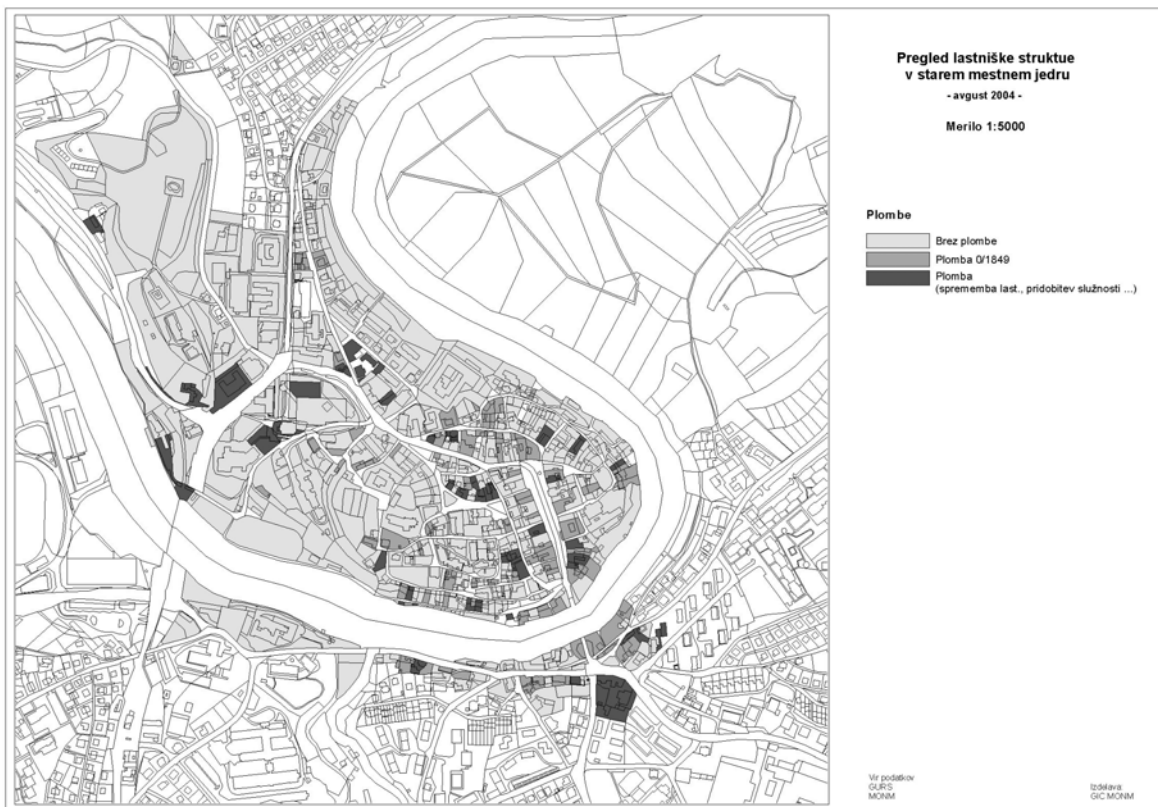 Pregled lastniške struktue
v starem mestnem jedru
- avgust 2004 -
Merilo 1:5000
Plombe
Brez plombe
Plomba 0/1849
Plomba
(sprememba last., pridobitev služnosti ...)
Vir podatkov
GURS
MONM
Izdelava:
GIC MONM